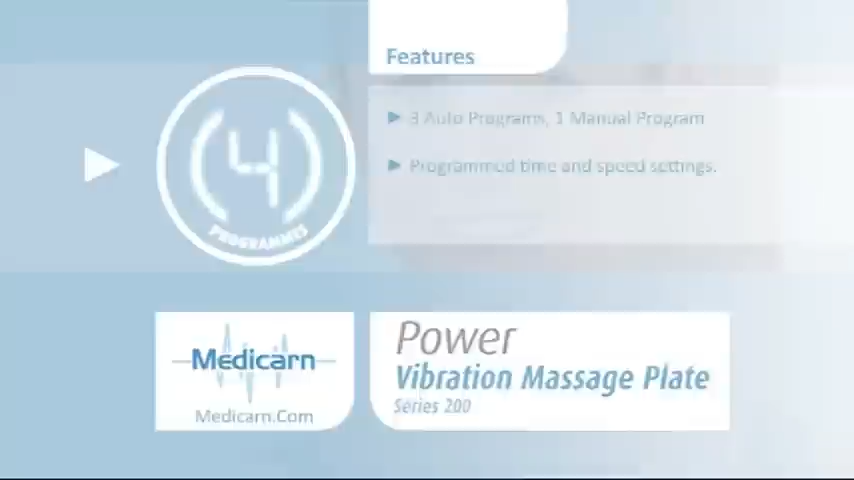 Features
3 Auto Programs, 1 Manual Program
Programmed time and speed settings.
4
PROGRAMMES
Medicarn
Medicarn.Com
Power
Vibration Massage Plate
Series 200